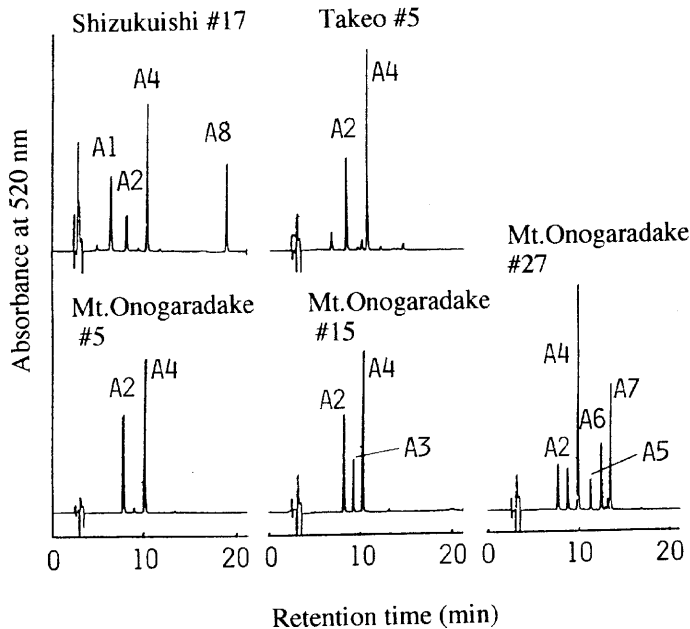 Shizukuishi #17
Takeo #5
A1
A2
A4
A8
A2
A4
Absorbance at 520 nm
Mt.Onogaradake
#5
A2
A4
Mt.Onogaradake
#15
A2
A4
A3
Mt.Onogaradake
#27
A4
A2
A6
A7
A5
0 10 20
0 10 20
0 10 20
Retention time (min)